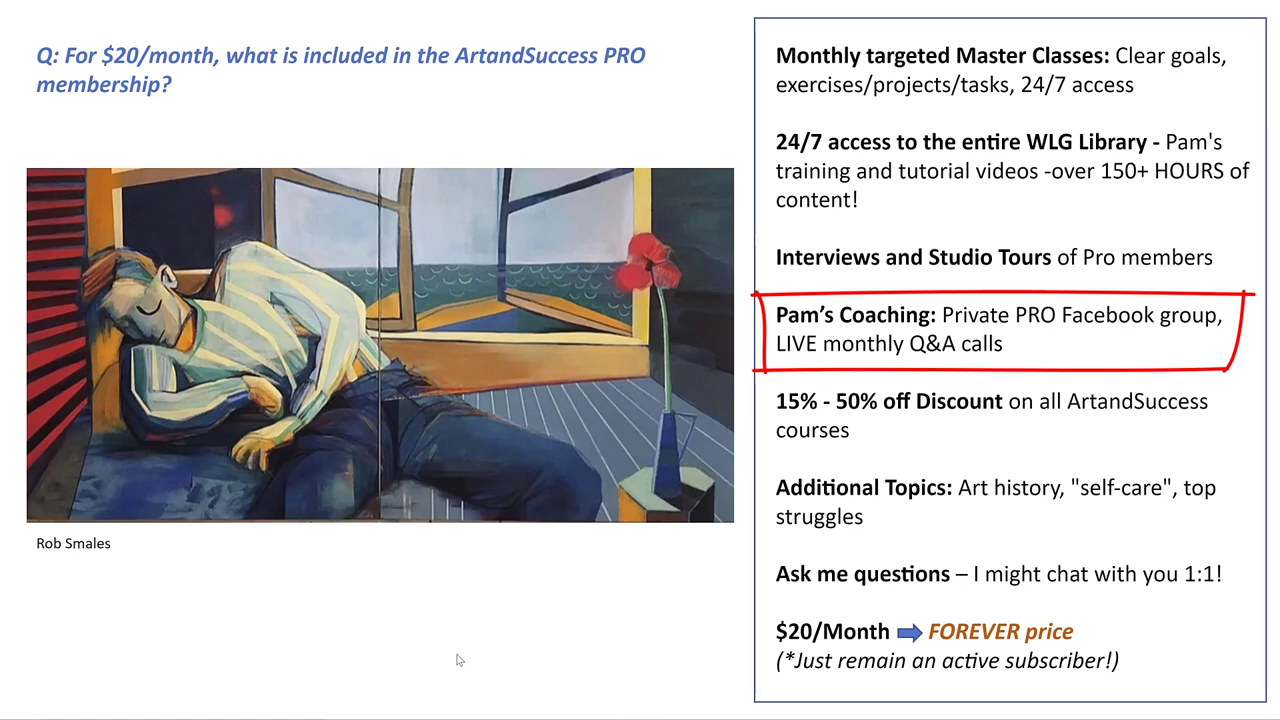 Q: For $20/month, what is included in the ArtandSuccess PRO
membership?
Rob Smales
Monthly targeted Master Classes: Clear goals,
exercises/projects/tasks, 24/7 access
24/7 access to the entire WLG Library - Pam's
training and tutorial videos -over 150+ HOURS of
content!
Interviews and Studio Tours of Pro members
Pam’s Coaching: Private PRO Facebook group,
LIVE monthly Q&A calls
15% - 50% off Discount on all ArtandSuccess
courses
Additional Topics: Art history, "self-care", top
struggles
Ask me questions – I might chat with you 1:1!
$20/Month FOREVER price
(*Just remain an active subscriber!)